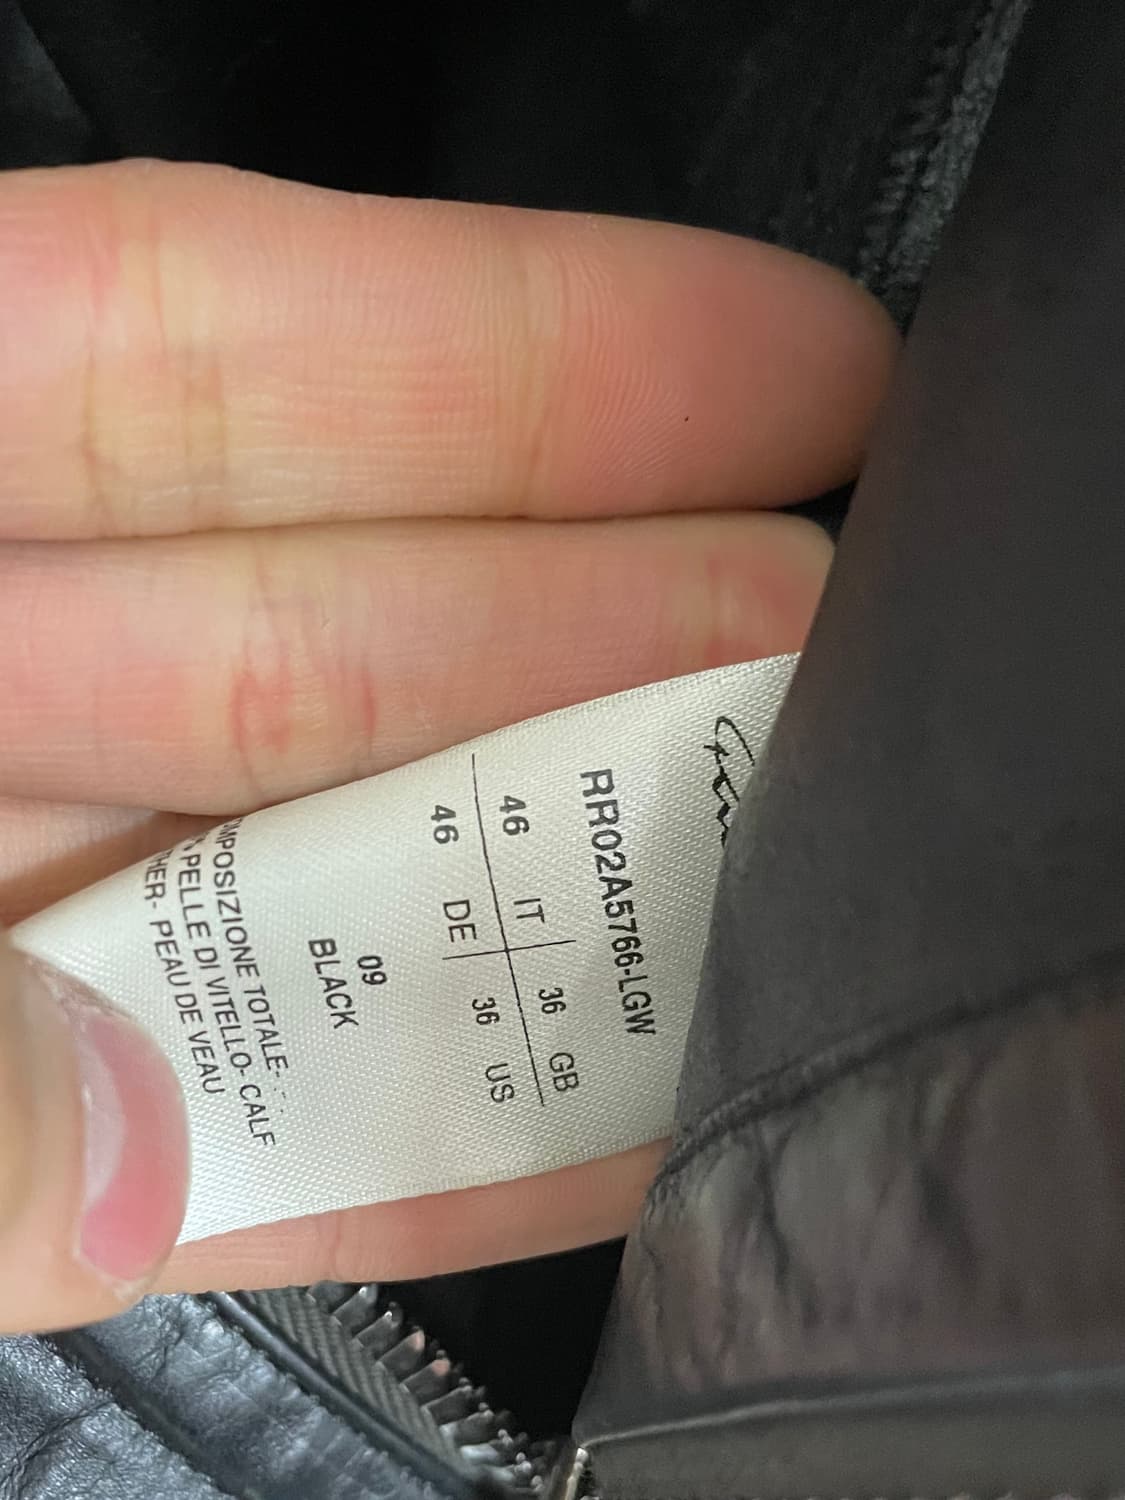 RR02A5766-LGW
46 IT 36 GB
46 DE 36 US
09
BLACK
MPOSIZIONE TOTALE- - -
PELLE DI VITELLO- CALF
HER- PEAU DE VEAU